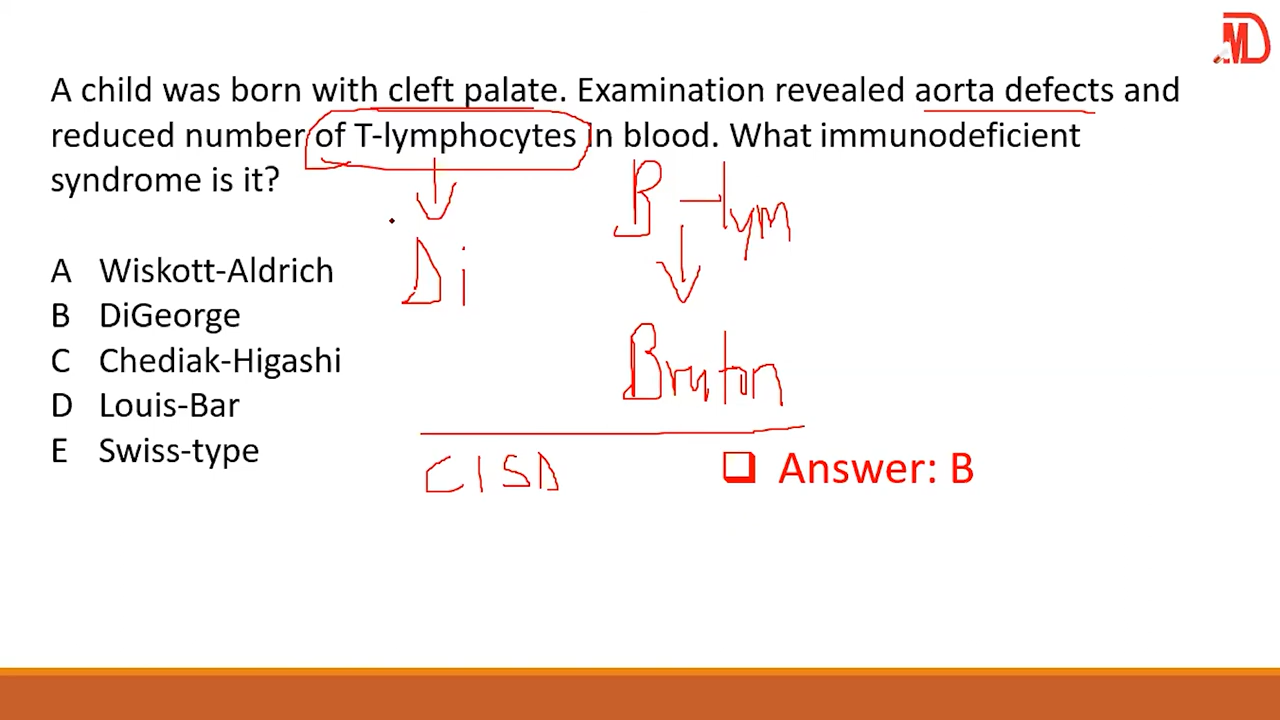 MD
A child was born with cleft palate. Examination revealed aorta defects and
reduced number of T-lymphocytes in blood. What immunodeficient
syndrome is it?
B - lym
Di
A Wiskott-Aldrich
B DiGeorge
C Chediak-Higashi
D Louis-Bar
E Swiss-type
Bruton
CISD
Answer: B